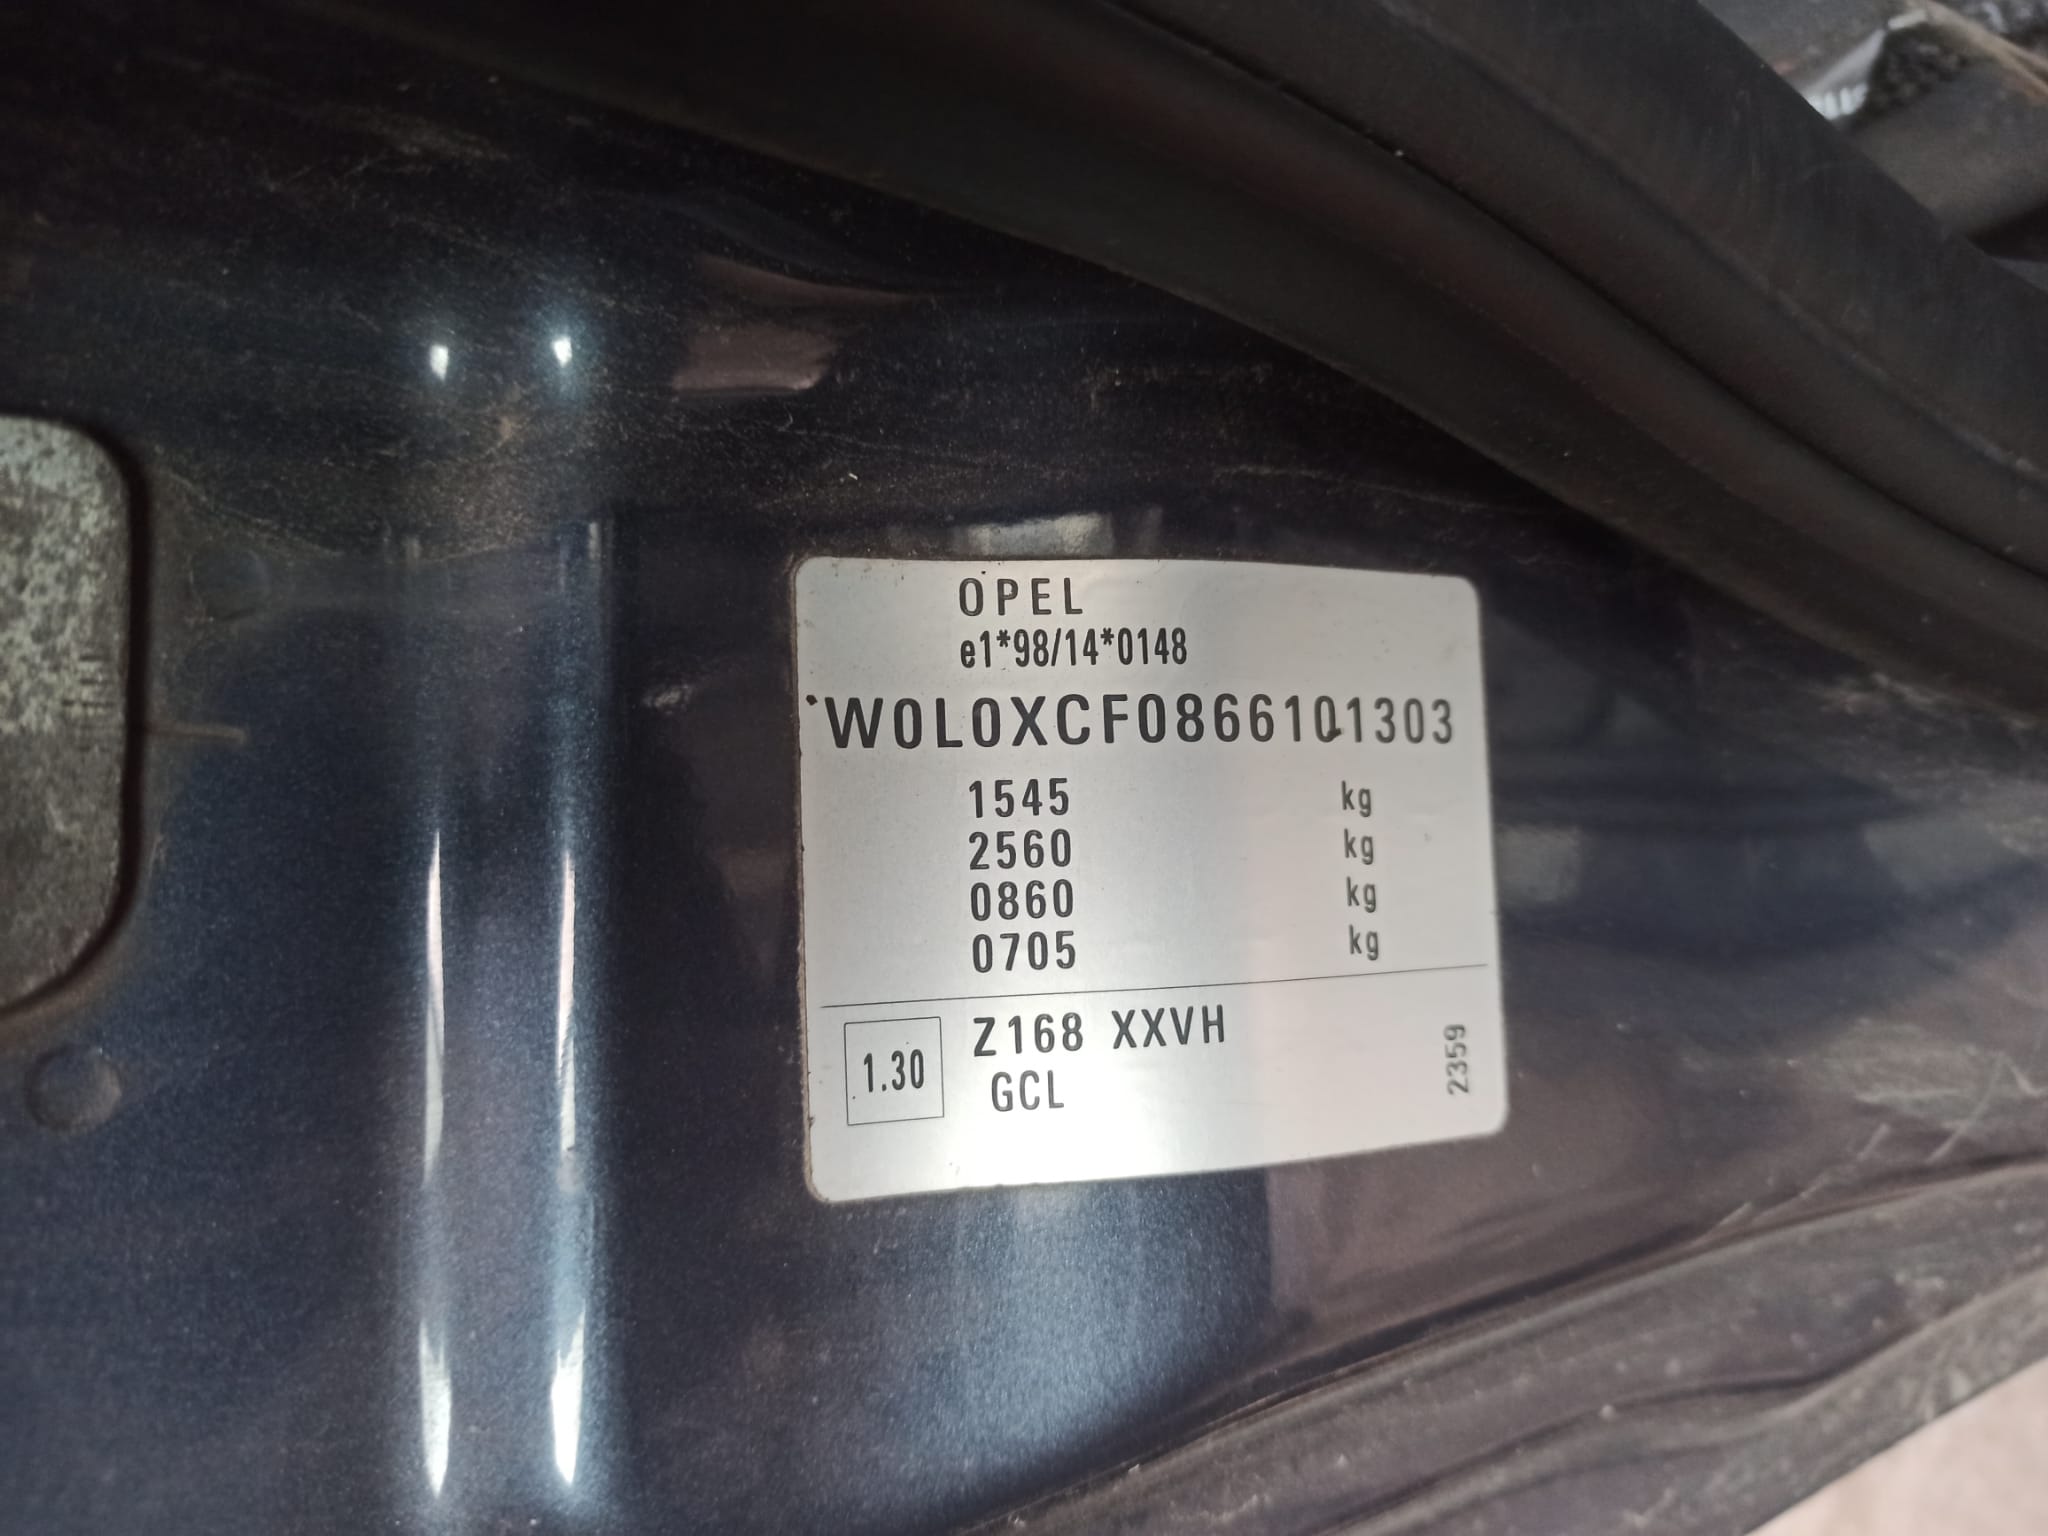 OPEL
e1*98/14*0148
W0L0XCF0866101303
1545 kg
2560 kg
0860 kg
0705 kg
1.30 Z168 XXVH
GCL
2359